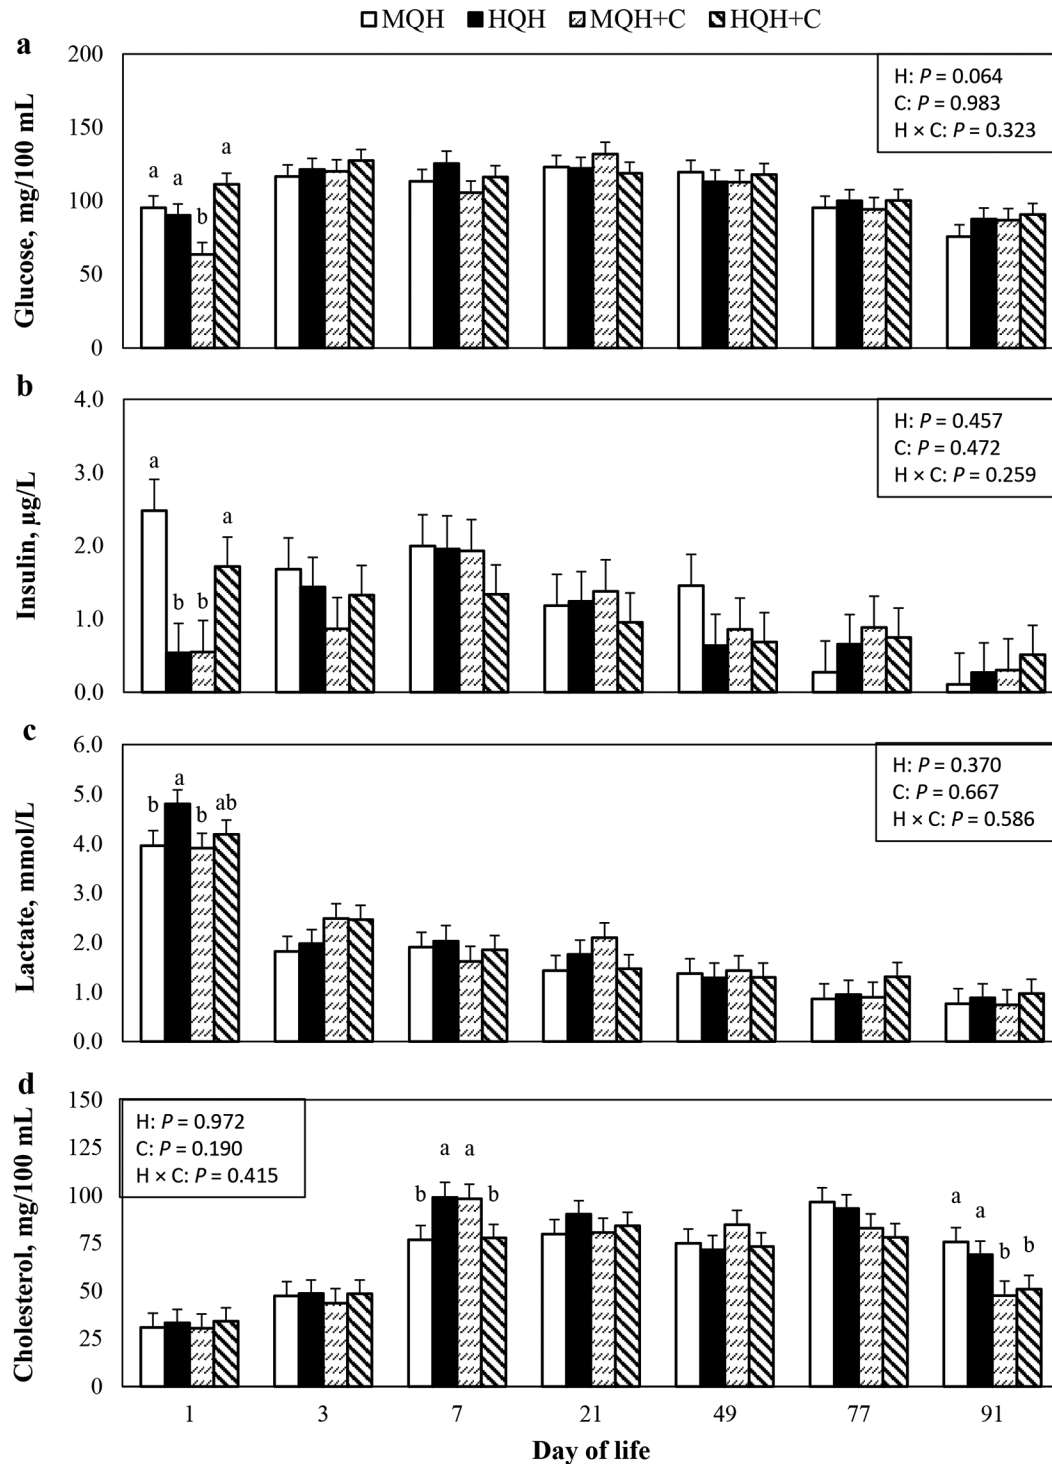 MQH HQH MQH+C HQH+C
a
Glucose, mg/100 mL
200
150
100
50
0
H: P = 0.064
C: P = 0.983
H × C: P = 0.323
a a b a
b
Insulin, µg/L
4.0
3.0
2.0
1.0
0.0
H: P = 0.457
C: P = 0.472
H × C: P = 0.259
a b b a
c
Lactate, mmol/L
6.0
5.0
4.0
3.0
2.0
1.0
0.0
H: P = 0.370
C: P = 0.667
H × C: P = 0.586
b a b ab
d
Cholesterol, mg/100 mL
150
125
100
75
50
25
0
H: P = 0.972
C: P = 0.190
H × C: P = 0.415
b a a b
a a b b
1 3 7 21 49 77 91
Day of life